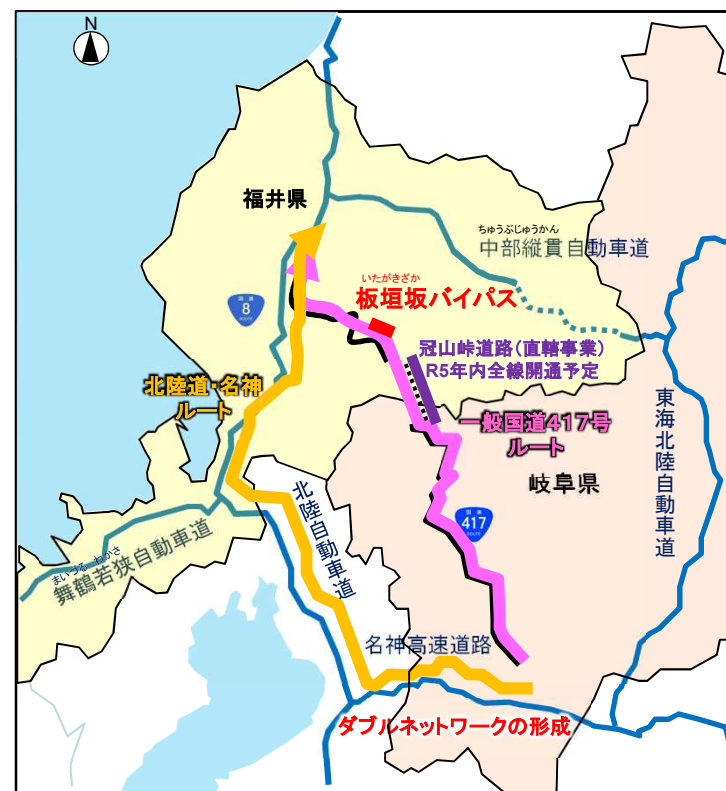 N
福井県
ちゅうぶじゅうかん
中部縦貫自動車道
いたがきざか
板垣坂バイパス
国道
8
ROUTE
冠山峠道路(直轄事業)
R5年内全線開通予定
北陸道・名神
ルート
一般国道417号
ルート
東海北陸自動車道
岐阜県
北陸自動車道
国道
417
ROUTE
まいづる わかさ
舞鶴若狭自動車道
名神高速道路
ダブルネットワークの形成